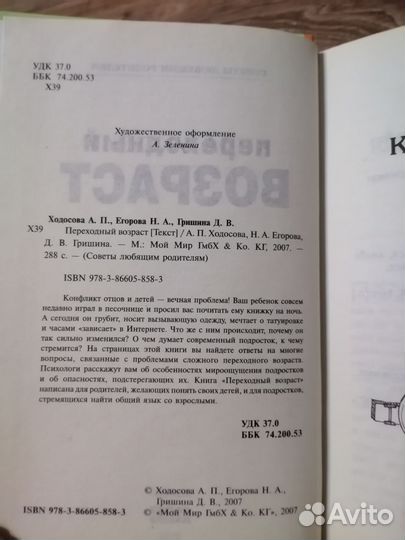 УДК 37.0
ББК 74.200.53
Х39
Художественное оформление
А. Зеленина
переходный
ВОЗРАСТ
Ходосова А. П., Егорова Н. А., Гришина Д. В.
Х39 Переходный возраст [Текст] / А. П. Ходосова, Н. А. Егорова,
Д. В. Гришина. — М.: Мой Мир ГмбХ & Ко. КГ, 2007. —
288 с. — (Советы любящим родителям)
ISBN 978-3-86605-858-3
Конфликт отцов и детей — вечная проблема! Ваш ребенок совсем
недавно играл в песочнице и просил вас почитать ему книжку на ночь.
А сегодня он грубит, носит вызывающую одежду, мечтает о татуировке
и часами «зависает» в Интернете. Что же с ним происходит, почему он
так сильно изменился? О чем думает современный подросток, к чему
стремится? На страницах этой книги вы найдете ответы на многие
вопросы, связанные с проблемами сложного переходного возраста.
Психологи расскажут вам об особенностях мироощущения подростков
и об опасностях, подстерегающих их. Книга «Переходный возраст»
написана для родителей, желающих понять своих детей, и для подростков,
стремящихся найти общий язык со взрослыми.
УДК 37.0
ББК 74.200.53
© Ходосова А. П., Егорова Н. А.,
Гришина Д. В., 2007
ISBN 978-3-86605-858-3 © «Мой Мир ГмбХ & Ко. КГ», 2007
К
Avito